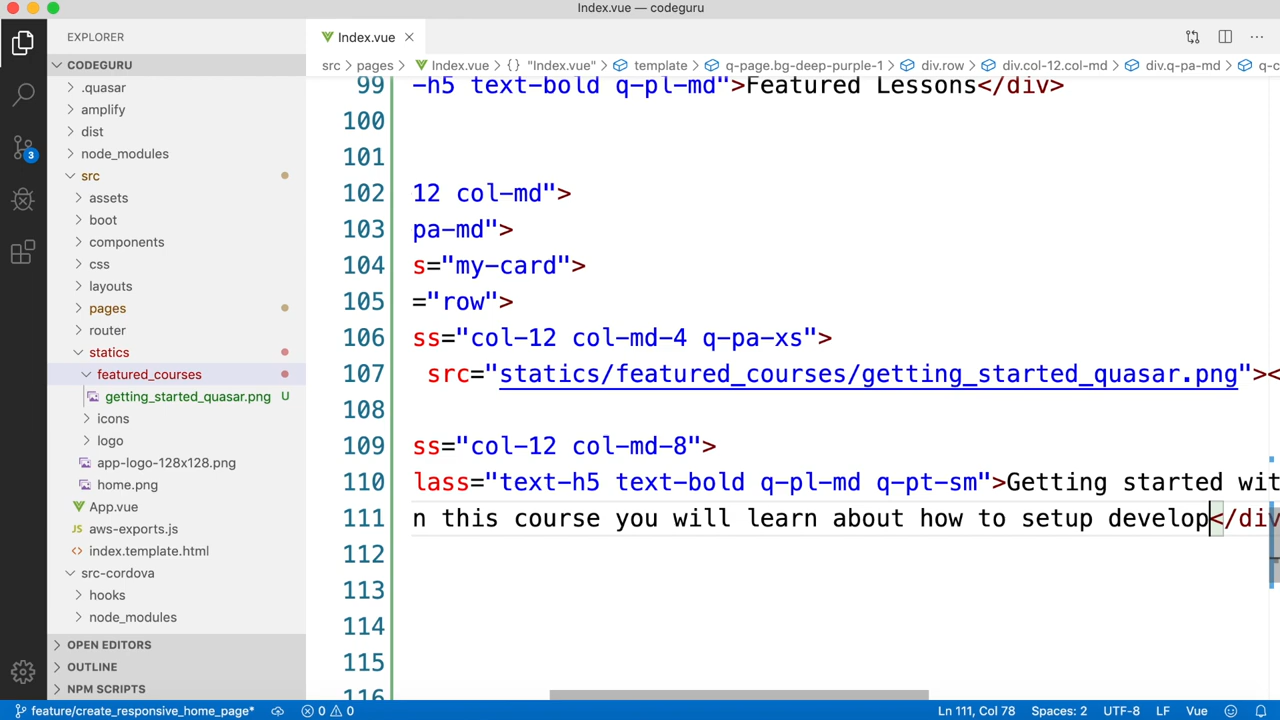 Index.vue — codeguru
EXPLORER
Index.vue
CODEGURU
src > pages > Index.vue > {} "Index.vue" > template > q-page.bg-deep-purple-1 > div.row > div.col-12.col-md > div.q-pa-md > q-c
.quasar
amplify
dist
node_modules
src
assets
boot
components
css
layouts
pages
router
statics
featured_courses
getting_started_quasar.png U
icons
logo
app-logo-128x128.png
home.png
App.vue
JS aws-exports.js
<> index.template.html
src-cordova
hooks
node_modules
OPEN EDITORS
OUTLINE
NPM SCRIPTS
3
99 -h5 text-bold q-pl-md">Featured Lessons</div>
100
101
102 12 col-md">
103 pa-md">
104 s="my-card">
105 ="row">
106 ss="col-12 col-md-4 q-pa-xs">
107 src="statics/featured_courses/getting_started_quasar.png"><
108
109 ss="col-12 col-md-8">
110 lass="text-h5 text-bold q-pl-md q-pt-sm">Getting started wit
111 n this course you will learn about how to setup develop</div
112
113
114
115
116
feature/create_responsive_home_page* 0 0 Ln 111, Col 78 Spaces: 2 UTF-8 LF Vue